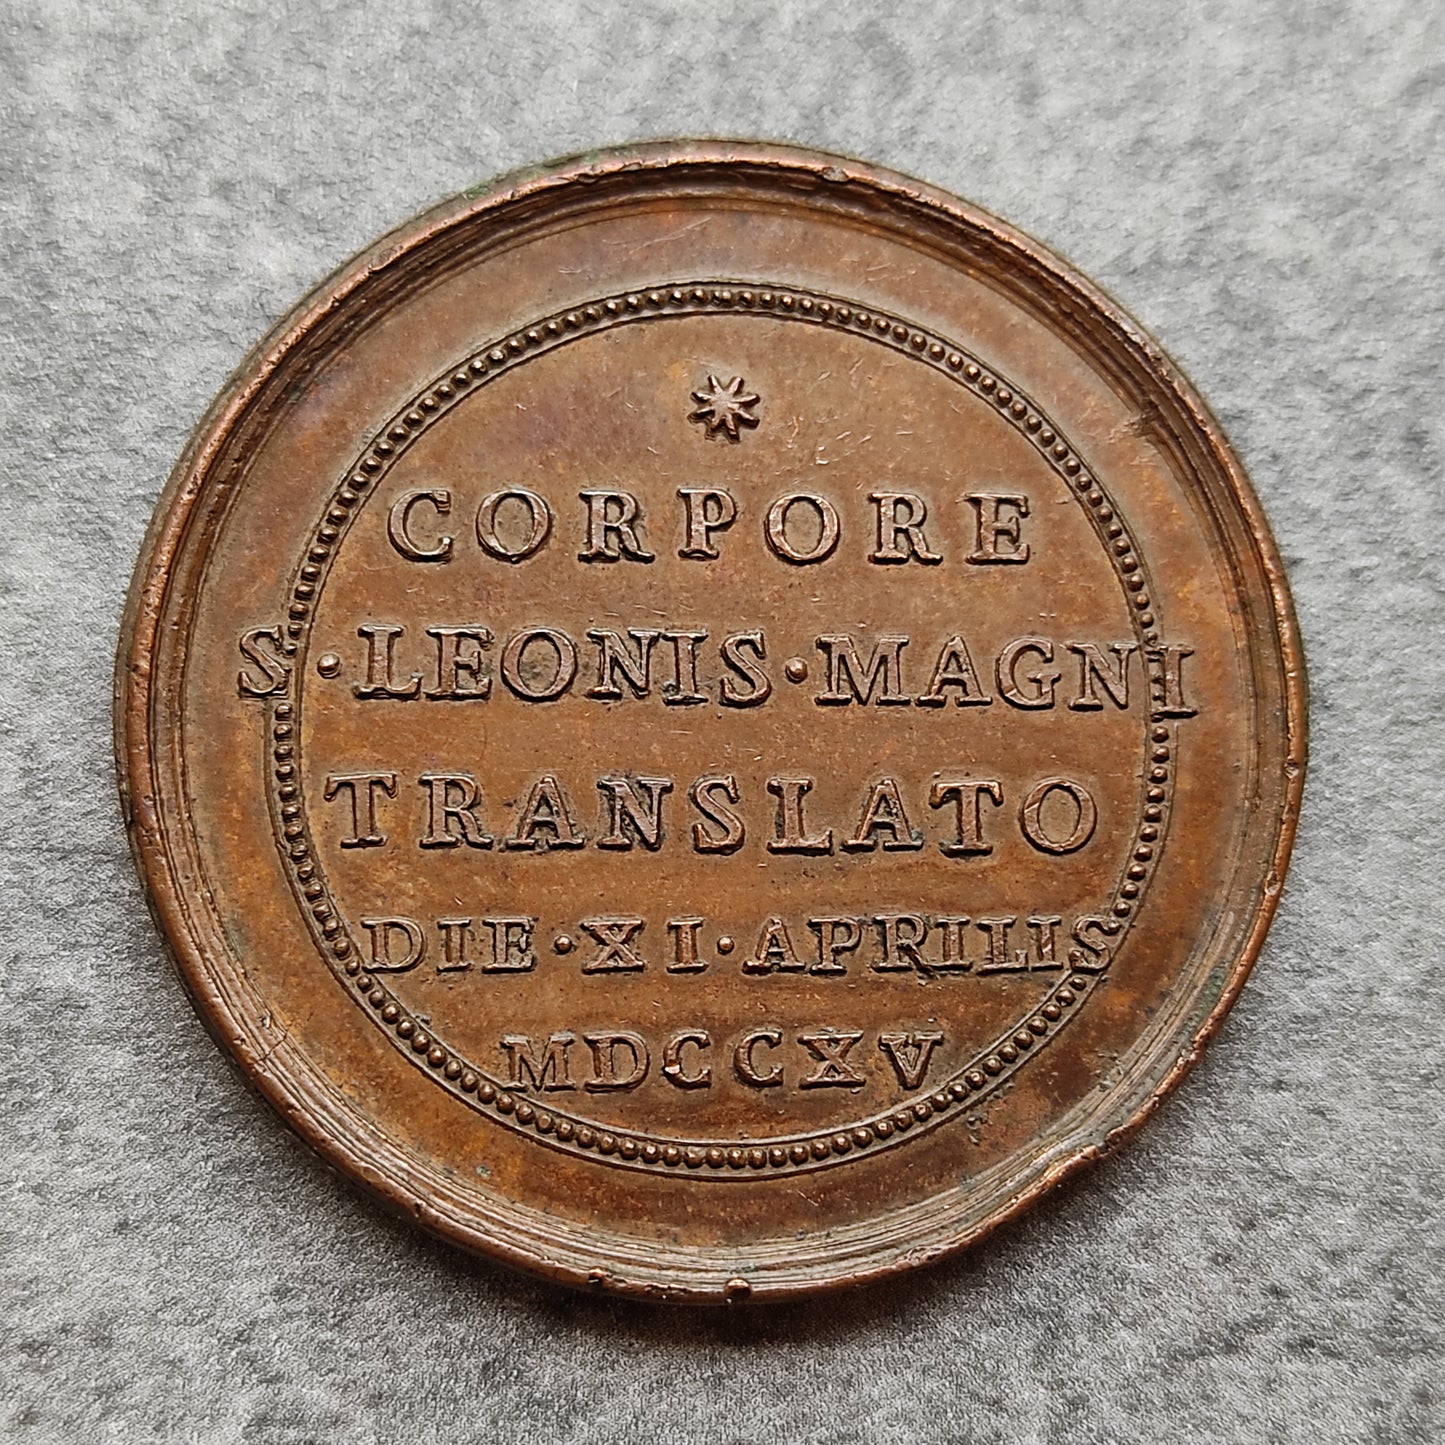 CORPORE
S·LEONIS·MAGNI
TRANSLATO
DIE·XI·APRILIS
MDCCXV